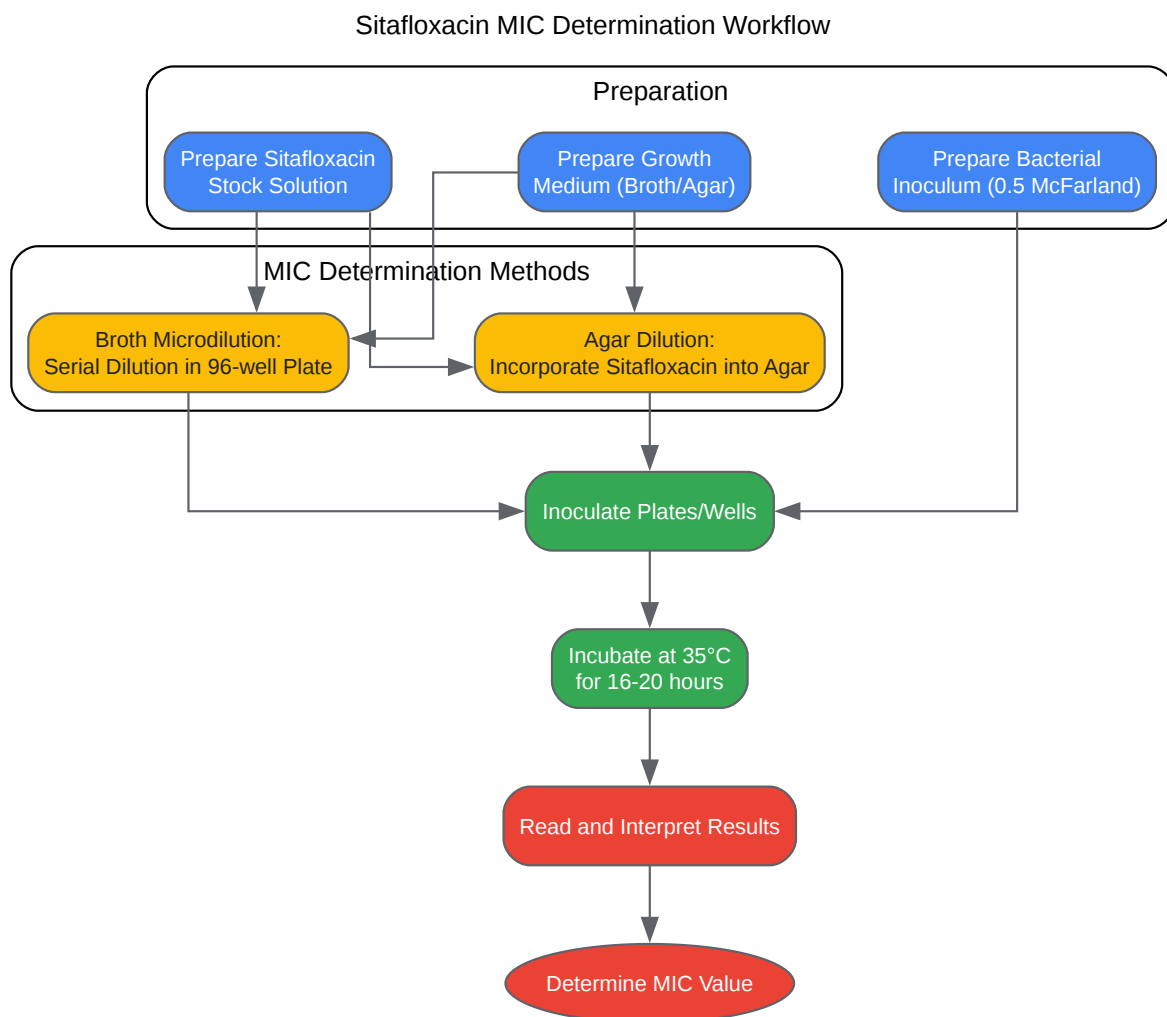 Sitafloxacin MIC Determination Workflow
Preparation
Prepare Sitafloxacin
Stock Solution
Prepare Growth
Medium (Broth/Agar)
Prepare Bacterial
Inoculum (0.5 McFarland)
MIC Determination Methods
Broth Microdilution:
Serial Dilution in 96-well Plate
Agar Dilution:
Incorporate Sitafloxacin into Agar
Inoculate Plates/Wells
Incubate at 35°C
for 16-20 hours
Read and Interpret Results
Determine MIC Value